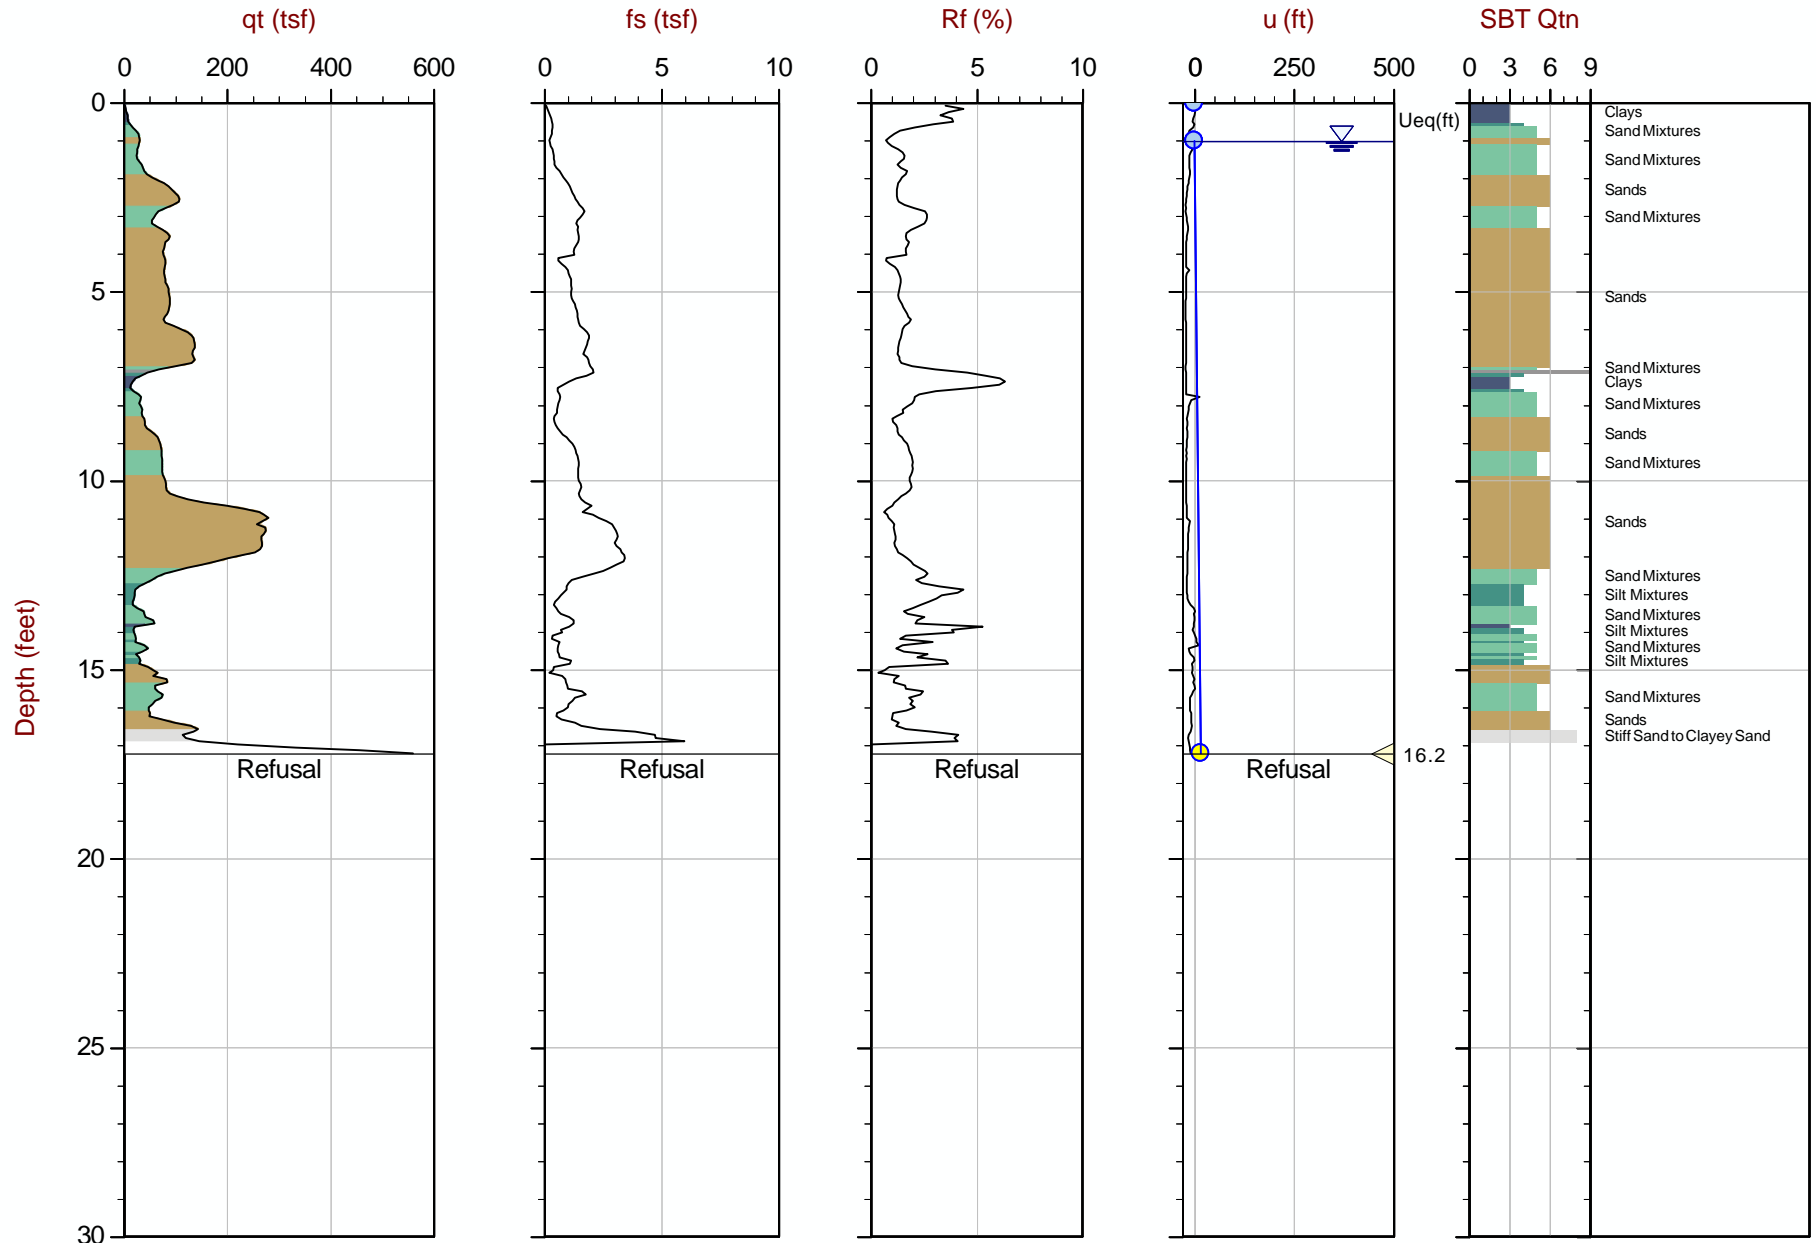 qt (tsf) fs (tsf) Rf (%) u (ft) SBT Qtn
0 200 400 600 0 5 10 0 5 10 0 250 500 0 3 6 9
0
5
10
15
20
25
30
Depth (feet)
Ueq(ft)
16.2
Refusal Refusal Refusal Refusal
Clays
Sand Mixtures
Sand Mixtures
Sands
Sand Mixtures
Sands
Sand Mixtures
Clays
Sand Mixtures
Sands
Sand Mixtures
Sands
Sand Mixtures
Silt Mixtures
Sand Mixtures
Silt Mixtures
Sand Mixtures
Silt Mixtures
Sand Mixtures
Sands
Stiff Sand to Clayey Sand